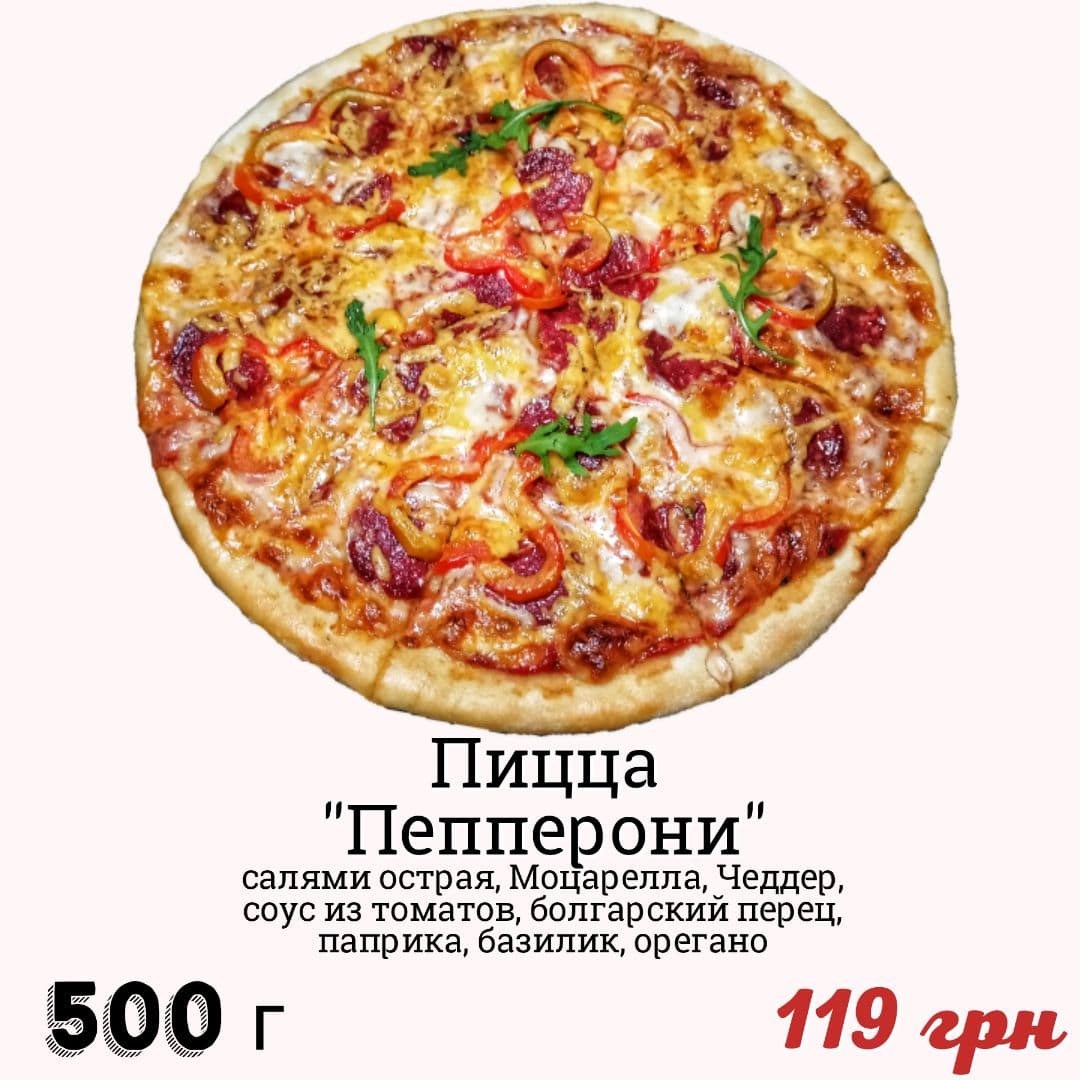 Пицца
"Пепперони"
салями острая, Моцарелла, Чеддер,
соус из томатов, болгарский перец,
паприка, базилик, орегано
500 г
119 грн